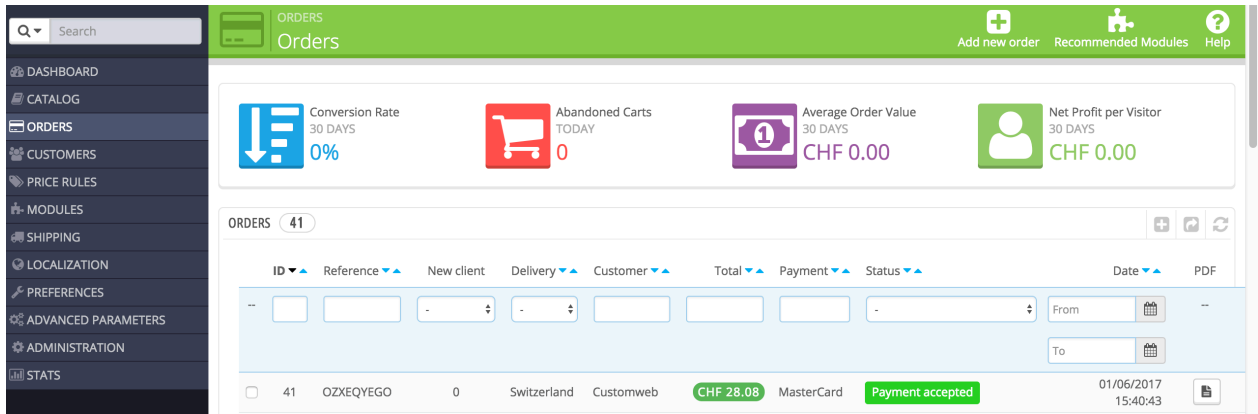 Search
DASHBOARD
CATALOG
ORDERS
CUSTOMERS
PRICE RULES
MODULES
SHIPPING
LOCALIZATION
PREFERENCES
ADVANCED PARAMETERS
ADMINISTRATION
STATS
ORDERS
Orders
Add new order Recommended Modules Help
Conversion Rate
30 DAYS
0%
Abandoned Carts
TODAY
0
1
Average Order Value
30 DAYS
CHF 0.00
Net Profit per Visitor
30 DAYS
CHF 0.00
ORDERS 41
ID Reference New client Delivery Customer Total Payment Status Date PDF
-- - - - From --
To
41 OZXEQYEGO 0 Switzerland Customweb CHF 28.08 MasterCard Payment accepted 01/06/2017
15:40:43